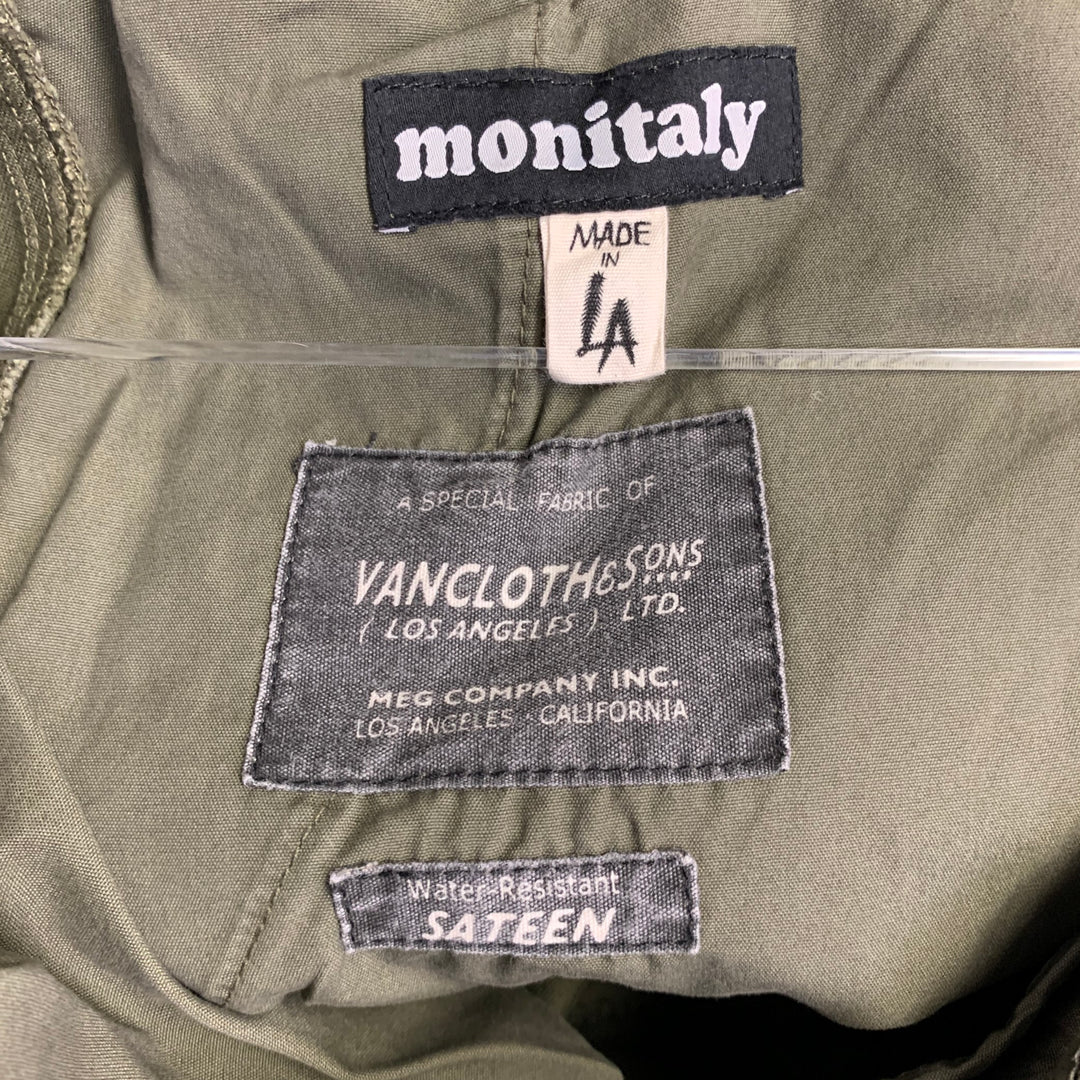 monitaly
MADE
IN
LA
A SPECIAL FABRIC OF
VANCLOTH & SONS
( LOS ANGELES ) LTD.
MEG COMPANY INC.
LOS ANGELES · CALIFORNIA
Water-Resistant
SATEEN